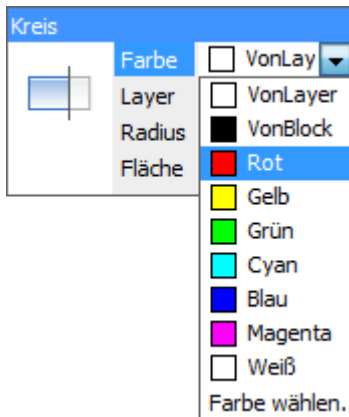 Kreis
Farbe VonLay
Layer
Radius
Fläche
VonLayer
VonBlock
Rot
Gelb
Grün
Cyan
Blau
Magenta
Weiß
Farbe wählen.